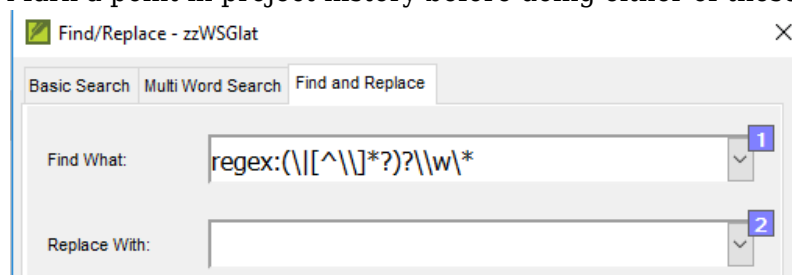 Find/Replace - zzWSGlat
Basic Search Multi Word Search Find and Replace
Find What: regex:(\|[^\\]*?)?\\w\* 1
Replace With: 2